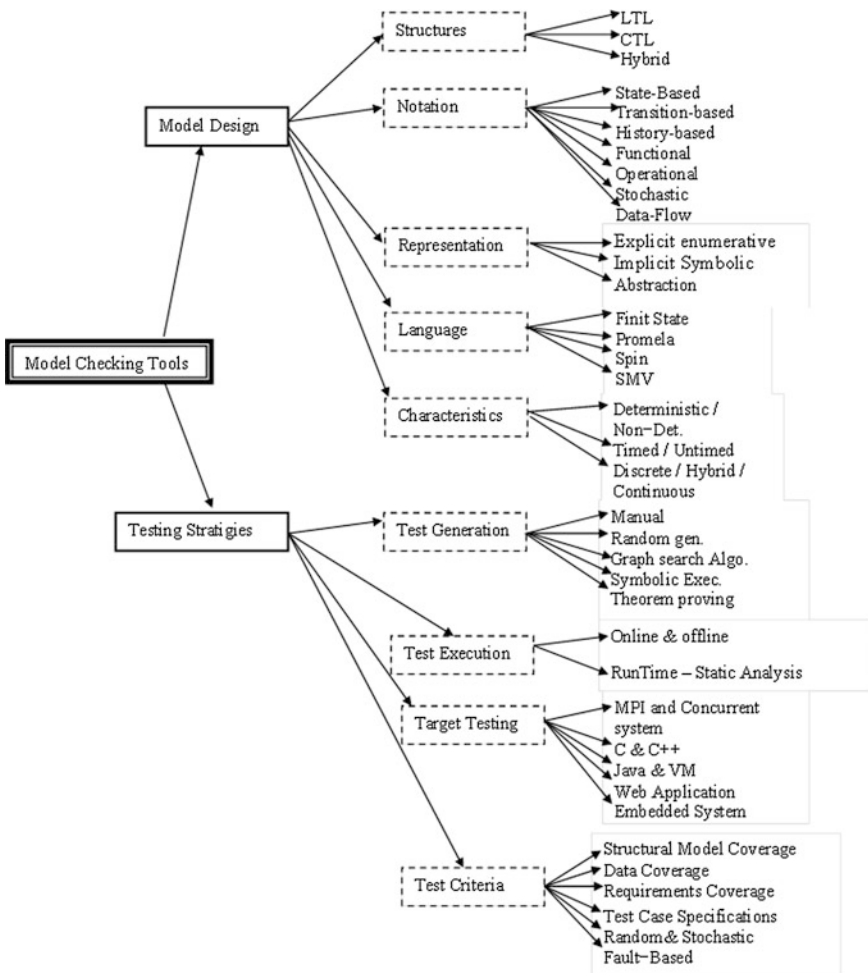 Structures
LTL
CTL
Hybrid
Model Design
Notation
State-Based
Transition-based
History-based
Functional
Operational
Stochastic
Data-Flow
Representation
Explicit enumerative
Implicit Symbolic
Abstraction
Language
Finit State
Promela
Spin
SMV
Model Checking Tools
Characteristics
Deterministic /
Non-Det.
Timed / Untimed
Discrete / Hybrid /
Continuous
Testing Stratigies
Test Generation
Manual
Random gen.
Graph search Algo.
Symbolic Exec.
Theorem proving
Test Execution
Online & offline
RunTime – Static Analysis
Target Testing
MPI and Concurrent
system
C & C++
Java & VM
Web Application
Embedded System
Test Criteria
Structural Model Coverage
Data Coverage
Requirements Coverage
Test Case Specifications
Random& Stochastic
Fault-Based